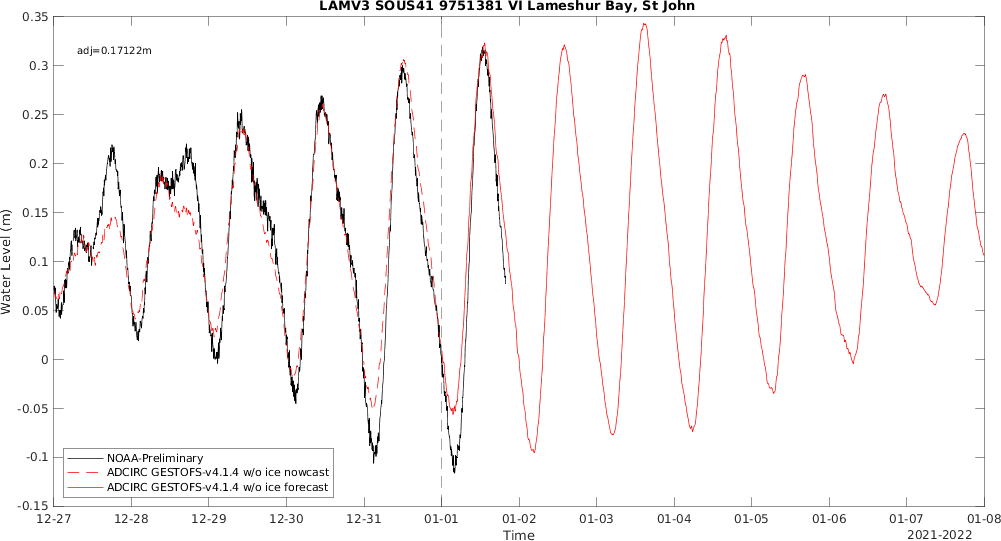 LAMV3 SOUS41 9751381 VI Lameshur Bay, St John
adj=0.17122m
0.35
0.3
0.25
0.2
0.15
0.1
0.05
0
-0.05
-0.1
-0.15
Water Level (m)
NOAA-Preliminary
ADCIRC GESTOFS-v4.1.4 w/o ice nowcast
ADCIRC GESTOFS-v4.1.4 w/o ice forecast
12-27 12-28 12-29 12-30 12-31 01-01 01-02 01-03 01-04 01-05 01-06 01-07 01-08
Time
2021-2022